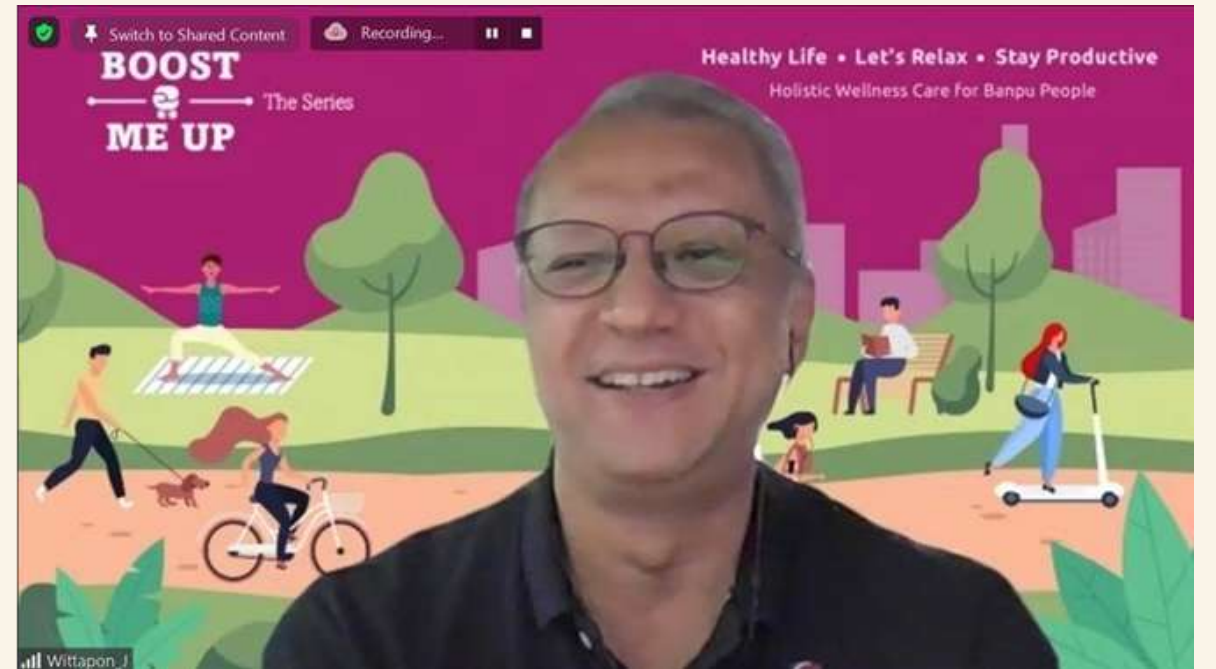 Switch to Shared Content
Recording...
BOOST
The Series
ME UP
Healthy Life • Let's Relax • Stay Productive
Holistic Wellness Care for Banpu People
Wittapon_J